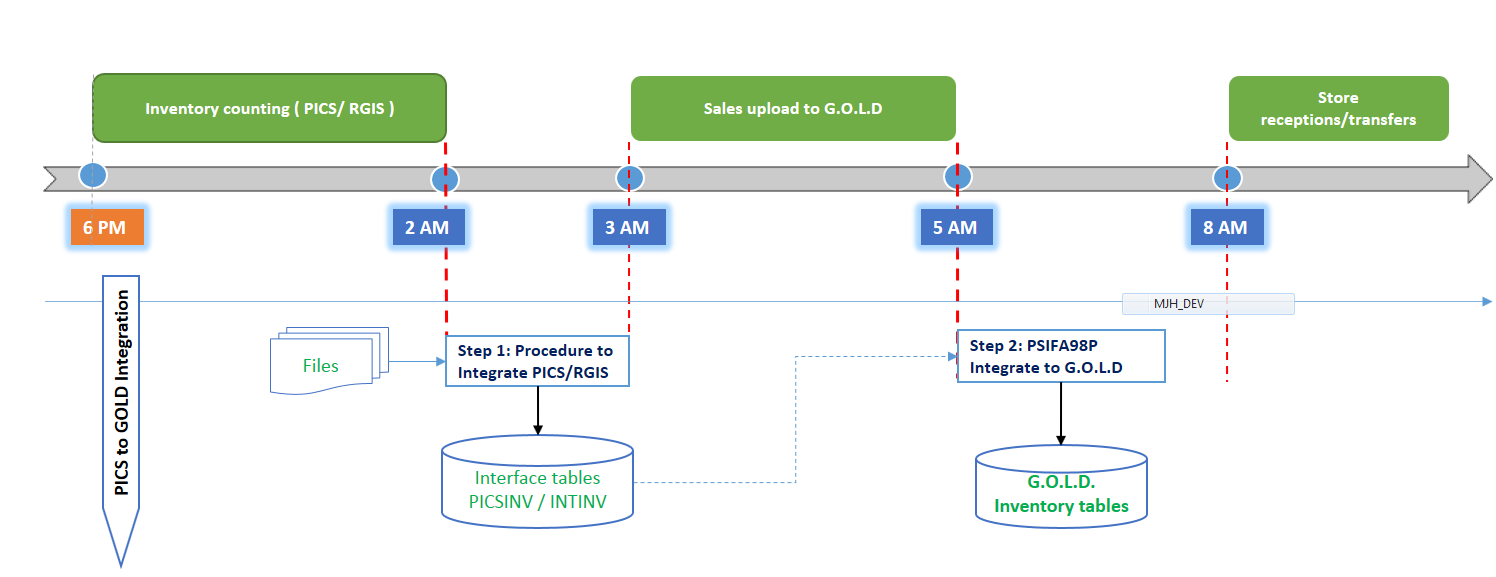 Inventory counting ( PICS/ RGIS )
Sales upload to G.O.L.D
Store
receptions/transfers
6 PM
2 AM
3 AM
5 AM
8 AM
MJH_DEV
PICS to GOLD Integration
Files
Step 1: Procedure to
Integrate PICS/RGIS
Step 2: PSIFA98P
Integrate to G.O.L.D
Interface tables
PICSINV / INTINV
G.O.L.D.
Inventory tables